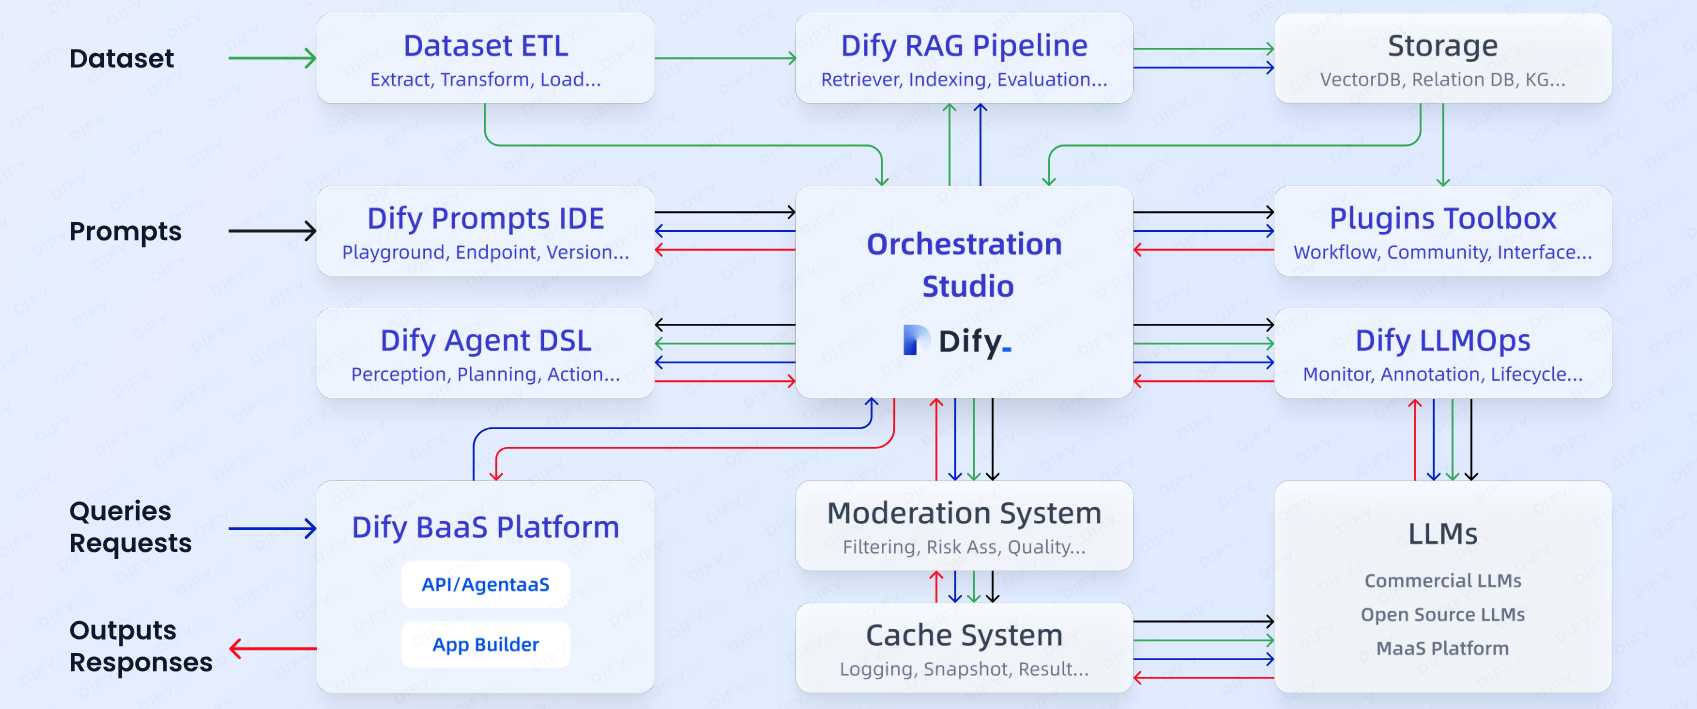 Dataset
Dataset ETL
Extract, Transform, Load...
Dify RAG Pipeline
Retriever, Indexing, Evaluation...
Storage
VectorDB, Relation DB, KG...
Prompts
Dify Prompts IDE
Playground, Endpoint, Version...
Orchestration
Studio
Dify_
Plugins Toolbox
Workflow, Community, Interface...
Dify Agent DSL
Perception, Planning, Action...
Dify LLMOps
Monitor, Annotation, Lifecycle...
Queries
Requests
Dify BaaS Platform
API/AgentaaS
App Builder
Moderation System
Filtering, Risk Ass, Quality...
LLMs
Commercial LLMs
Open Source LLMs
MaaS Platform
Outputs
Responses
Cache System
Logging, Snapshot, Result...